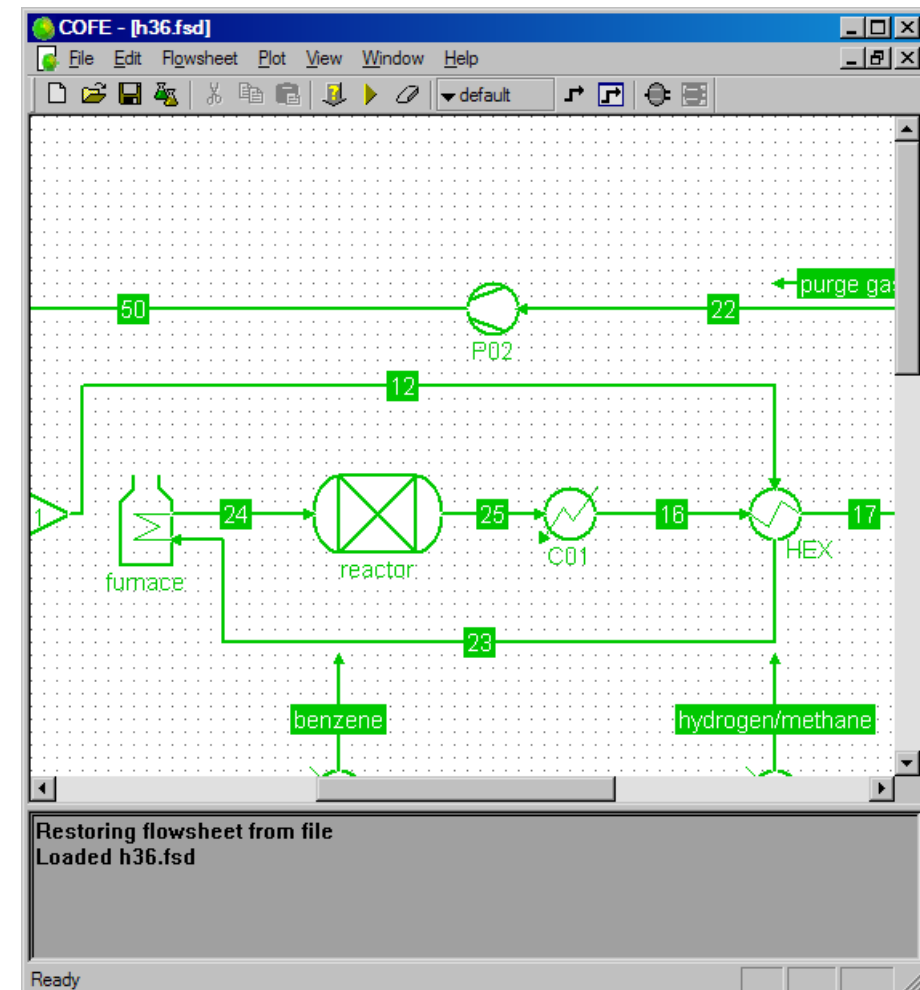 COFE - [h36.fsd]
File Edit Flowsheet Plot View Window Help
default
purge gas
50
22
P02
12
1
24
25
16
17
furnace
reactor
C01
HEX
23
benzene
hydrogen/methane
Restoring flowsheet from file
Loaded h36.fsd
Ready